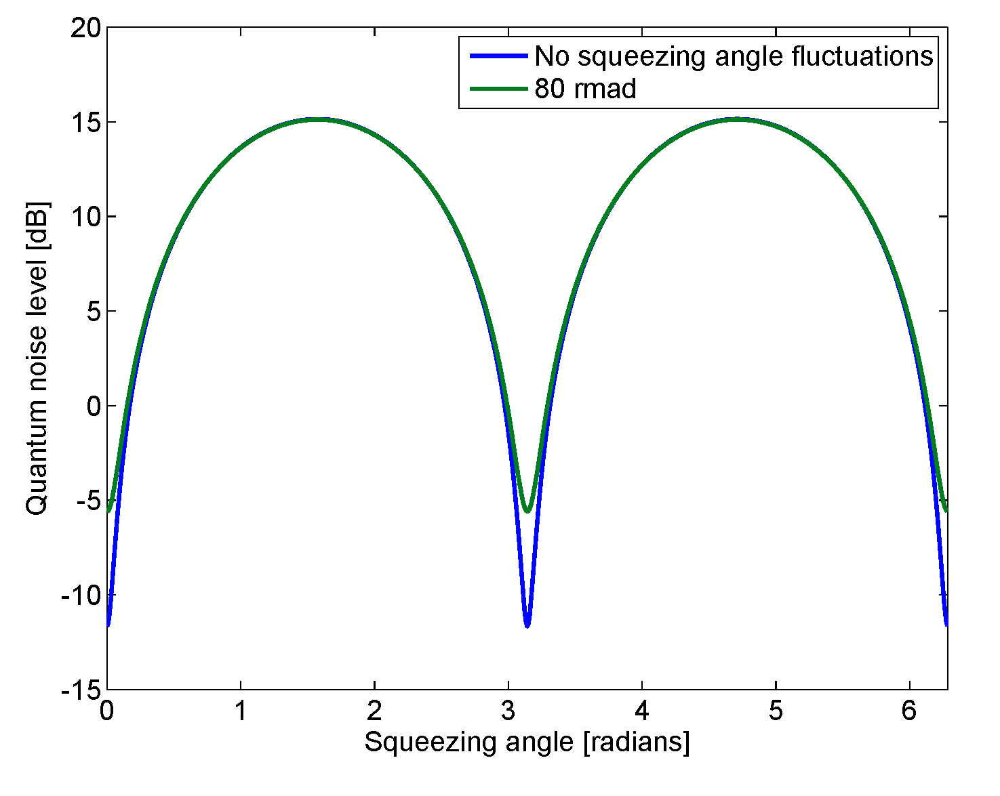 20
15
10
5
0
-5
-10
-15
Quantum noise level [dB]
No squeezing angle fluctuations
80 rmad
0 1 2 3 4 5 6
Squeezing angle [radians]